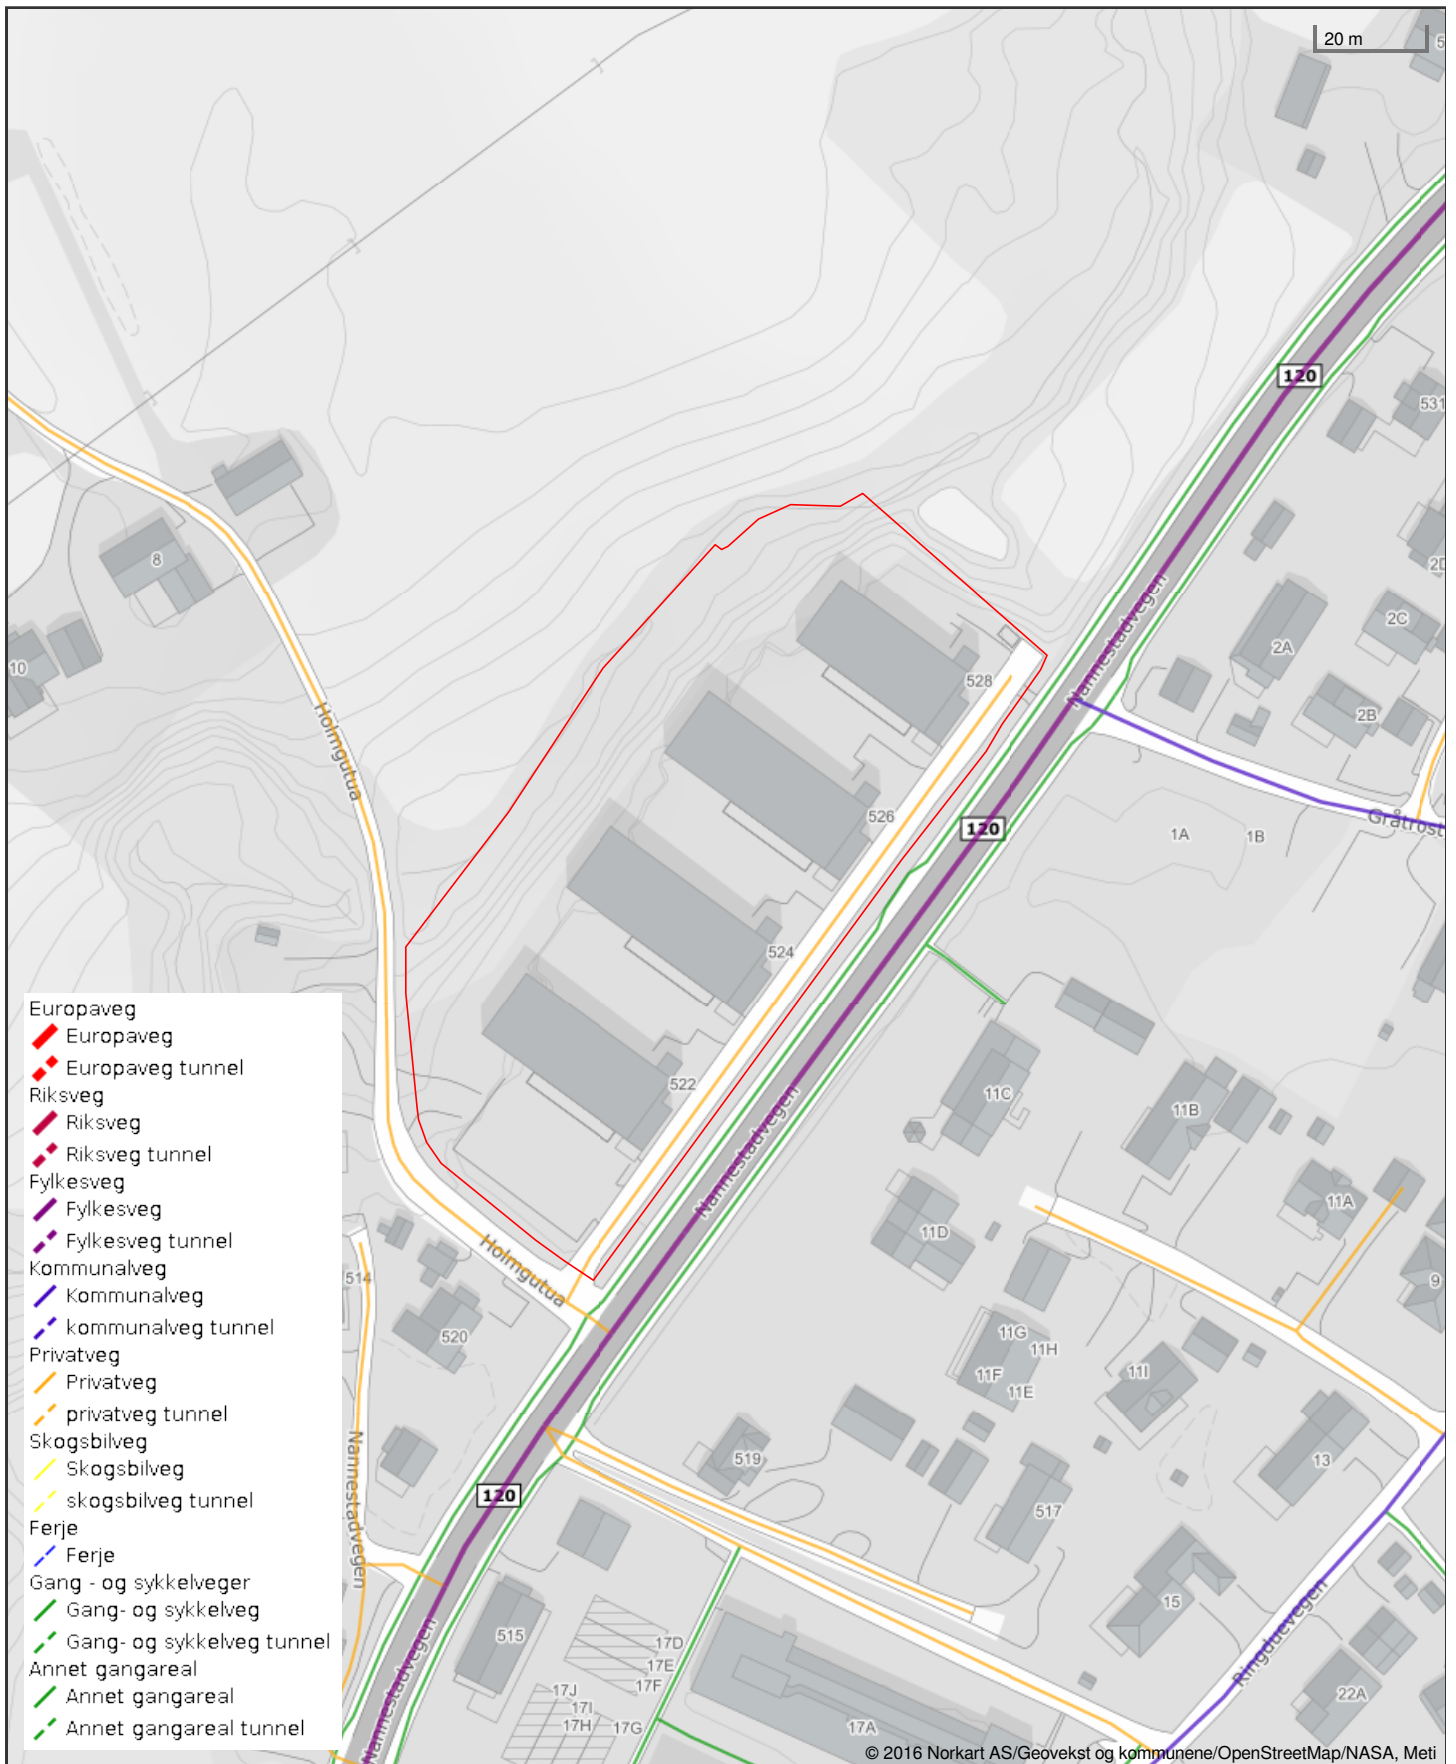 20 m
5
120
531
2D
2C
2A
2B
Nannestadvegen
8
10
Holmgutua
528
526
120
1A
1B
Gråtrost
524
522
Nannestadvegen
11C
11B
11A
11D
9
Holmgutua
514
520
11G
11H
11F
11E
11I
13
519
517
120
Nannestadvegen
15
515
17D
17E
17F
17J
17I
17H
17G
17A
Ringduevegen
22A
Nannestadvegen
Europaveg
Europaveg
Europaveg tunnel
Riksveg
Riksveg
Riksveg tunnel
Fylkesveg
Fylkesveg
Fylkesveg tunnel
Kommunalveg
Kommunalveg
kommunalveg tunnel
Privatveg
Privatveg
privatveg tunnel
Skogsbilveg
Skogsbilveg
skogsbilveg tunnel
Ferje
Ferje
Gang - og sykkelveger
Gang- og sykkelveg
Gang- og sykkelveg tunnel
Annet gangareal
Annet gangareal
Annet gangareal tunnel
© 2016 Norkart AS/Geovekst og kommunene/OpenStreetMap/NASA, Meti